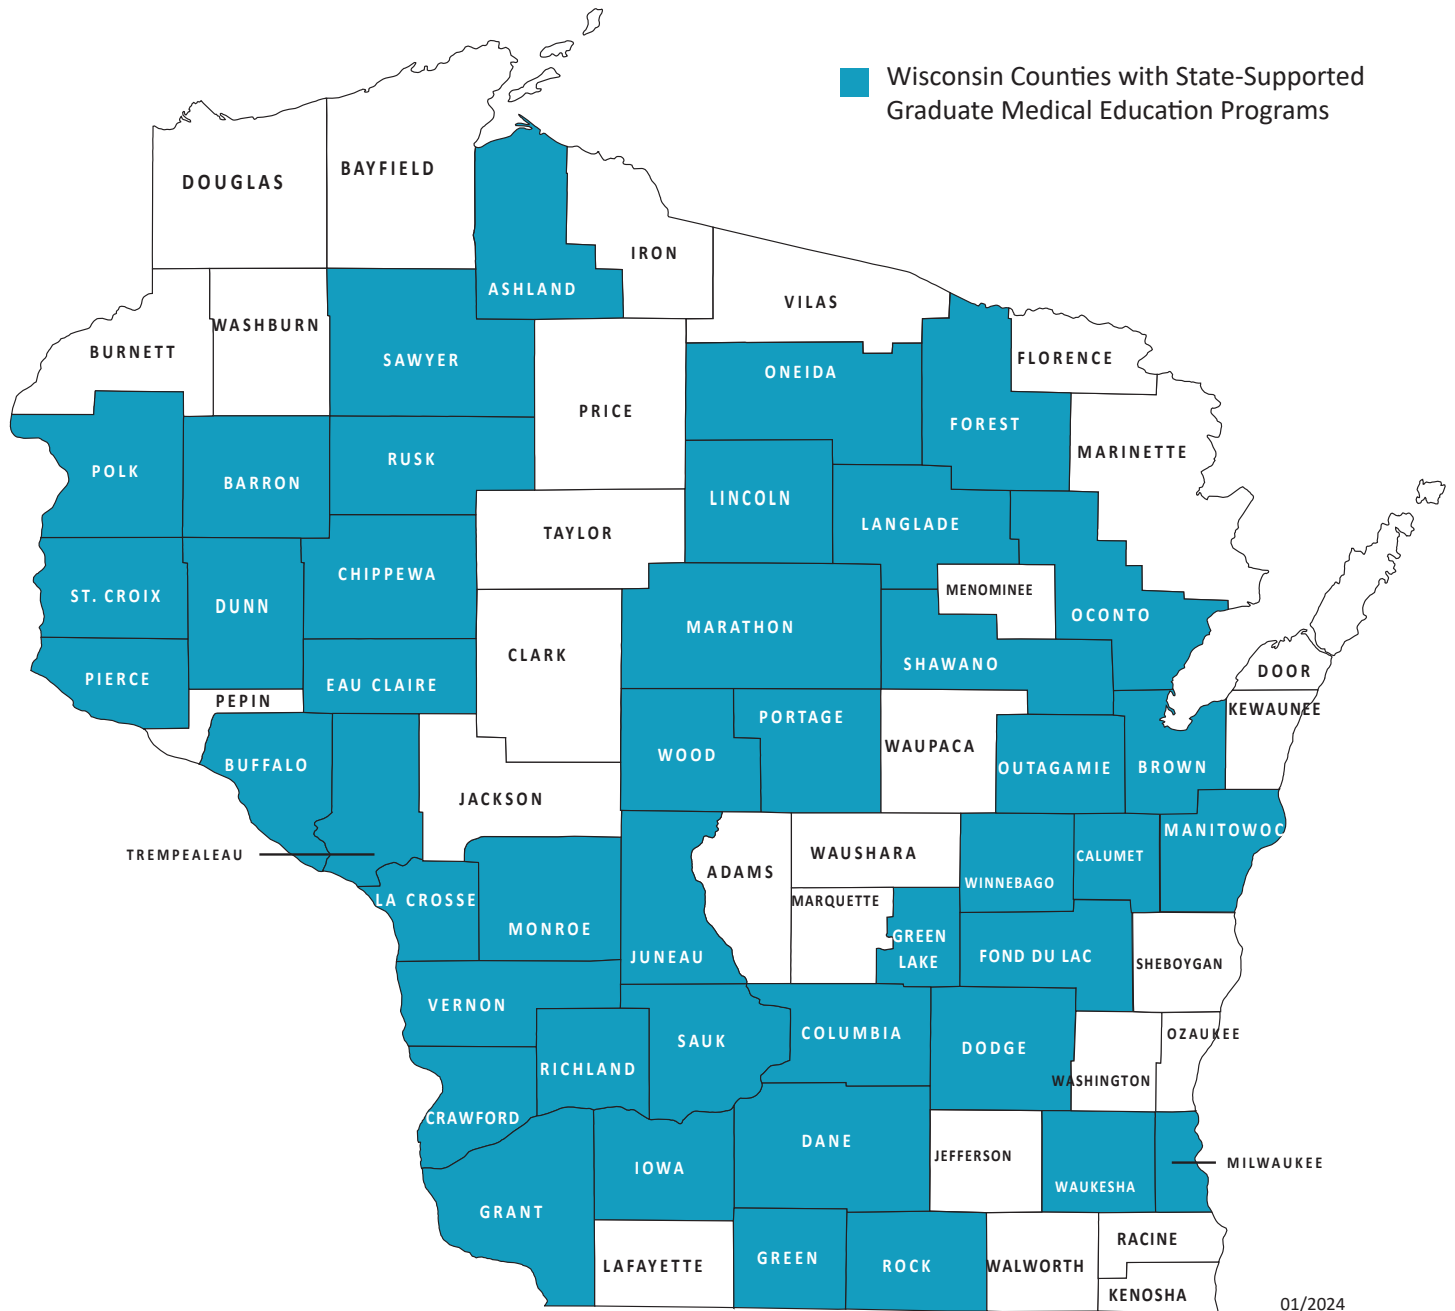 Wisconsin Counties with State-Supported
Graduate Medical Education Programs
DOUGLAS
BAYFIELD
IRON
ASHLAND
VILAS
WASHBURN
BURNETT
SAWYER
FLORENCE
ONEIDA
PRICE
FOREST
MARINETTE
RUSK
POLK
BARRON
LINCOLN
LANGLADE
TAYLOR
CHIPPEWA
MENOMINEE
ST. CROIX
DUNN
OCONTO
MARATHON
CLARK
SHAWANO
DOOR
PIERCE
EAU CLAIRE
PEPIN
KEWAUNEE
PORTAGE
WAUPACA
WOOD
BUFFALO
OUTAGAMIE
BROWN
JACKSON
MANITOWOC
TREMPEALEAU
WAUSHARA
CALUMET
ADAMS
WINNEBAGO
LA CROSSE
MARQUETTE
MONROE
GREEN
LAKE
JUNEAU
FOND DU LAC
SHEBOYGAN
VERNON
COLUMBIA
OZAUKEE
SAUK
DODGE
RICHLAND
WASHINGTON
CRAWFORD
DANE
JEFFERSON
MILWAUKEE
IOWA
WAUKESHA
GRANT
RACINE
GREEN
LAFAYETTE
ROCK
WALWORTH
KENOSHA
01/2024